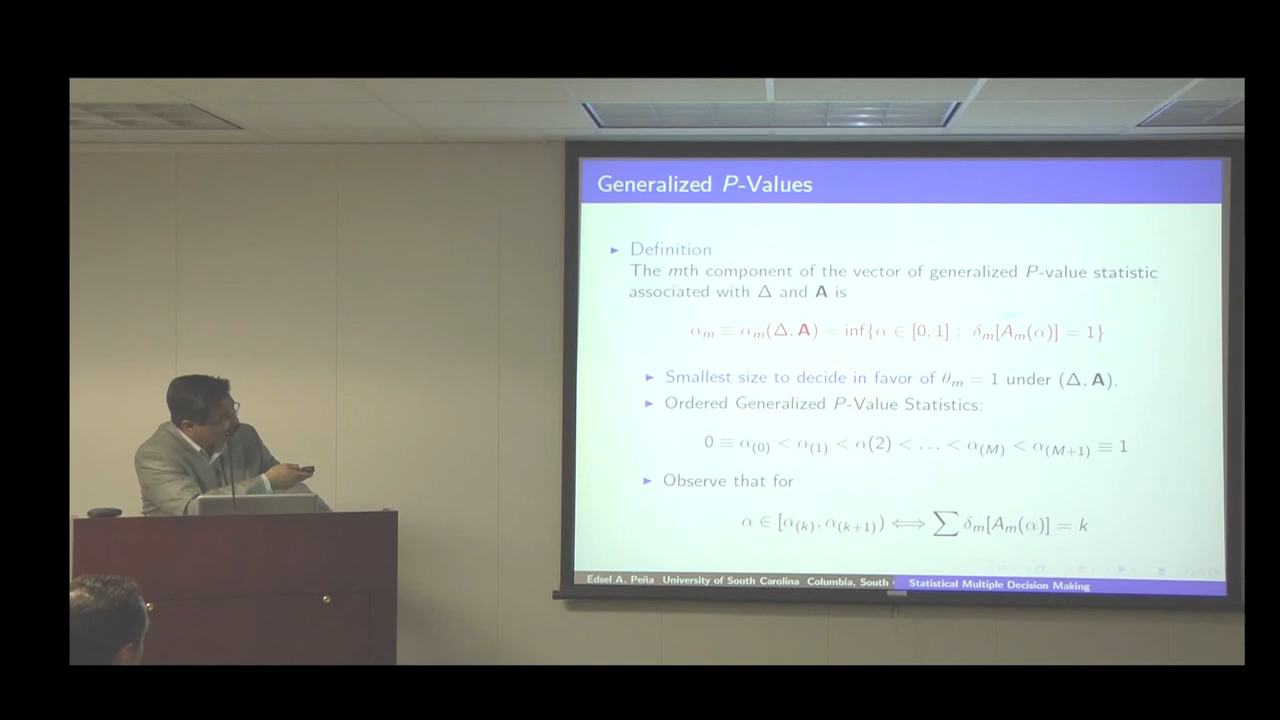 Generalized P-Values
► Definition
The mth component of the vector of generalized P-value statistic
associated with Δ and A is
α_m ≡ α_m(Δ, A) = inf{α ∈ [0, 1] : δ_m[A_m(α)] = 1}
► Smallest size to decide in favor of θ_m = 1 under (Δ, A).
► Ordered Generalized P-Value Statistics:
0 ≡ α_(0) < α_(1) < α(2) < … < α_(M) < α_(M+1) ≡ 1
► Observe that for
α ∈ [α_(k), α_(k+1)) ⟺ ∑ δ_m[A_m(α)] = k
Edsel A. Peña University of South Carolina Columbia, South
Statistical Multiple Decision Making